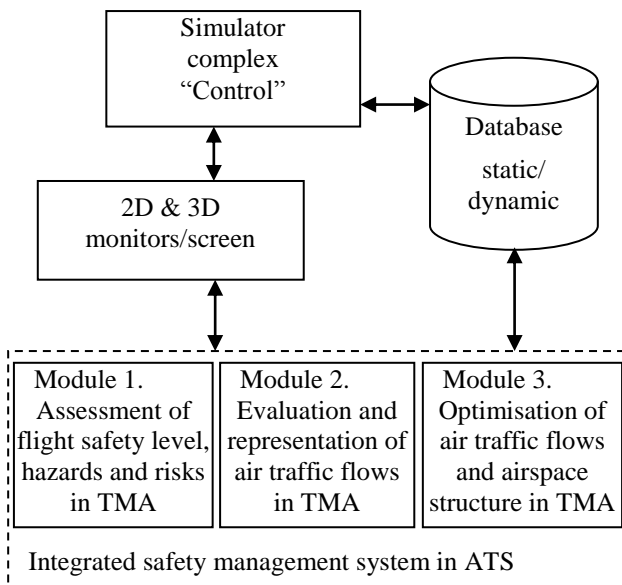 Simulator
complex
“Control”
Database
static/
dynamic
2D & 3D
monitors/screen
Module 1.
Assessment of
flight safety level,
hazards and risks
in TMA
Module 2.
Evaluation and
representation of
air traffic flows
in TMA
Module 3.
Optimisation of
air traffic flows
and airspace
structure in TMA
Integrated safety management system in ATS